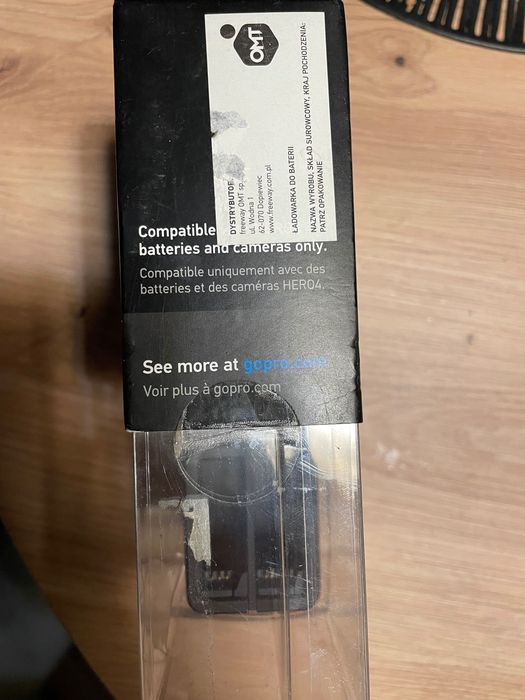 OMT
DYSTRYBUTOR
freeway OMT sp.
ul. Wodna 1
62-070 Dopiewiec
www.freeway.com.pl
ŁADOWARKA DO BATERII
NAZWA WYROBU, SKŁAD SUROWCOWY, KRAJ POCHODZENIA:
PATRZ OPAKOWANIE
Compatible
batteries and cameras only.
Compatible uniquement avec des
batteries et des caméras HERO4.
See more at gopro.com
Voir plus à gopro.com